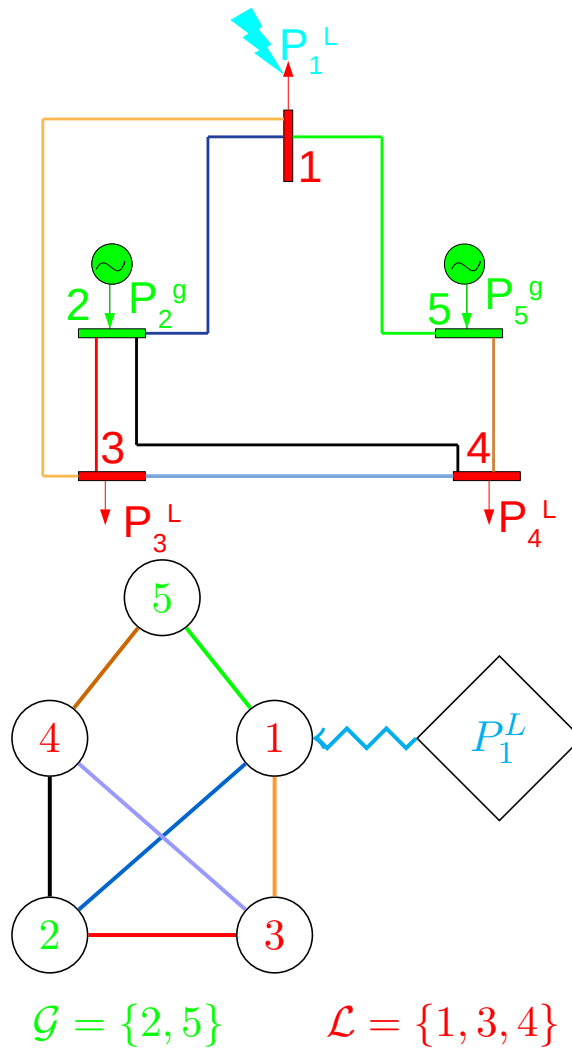 P₁ᴸ
1
2 P₂ᵍ
5 P₅ᵍ
3
4
P₃ᴸ
P₄ᴸ
5
4
1
P₁ᴸ
2
3
𝒢 = {2, 5}
ℒ = {1, 3, 4}